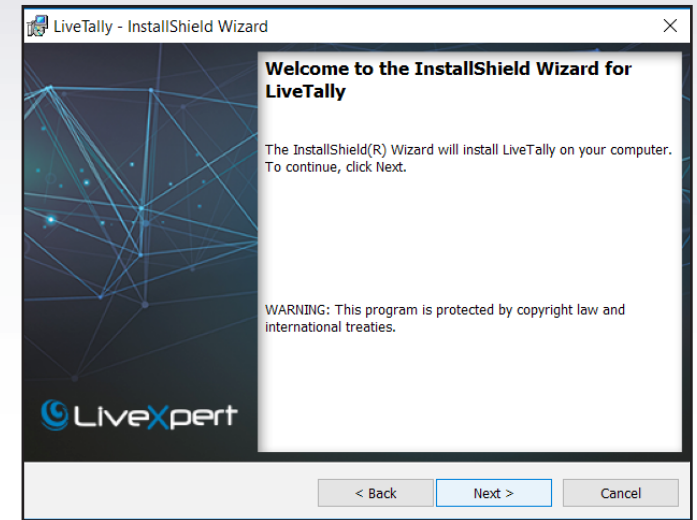 LiveTally - InstallShield Wizard
Welcome to the InstallShield Wizard for
LiveTally
The InstallShield(R) Wizard will install LiveTally on your computer.
To continue, click Next.
WARNING: This program is protected by copyright law and
international treaties.
LiveXpert
< Back Next > Cancel